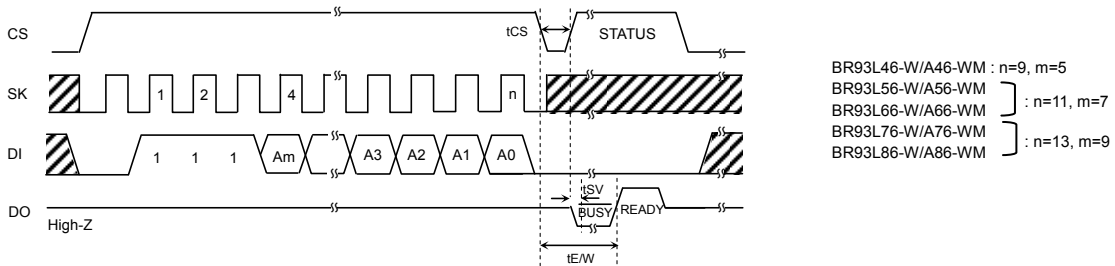 CS tCS STATUS
SK 1 2 4 n
DI 1 1 1 Am A3 A2 A1 A0
tSV
DO BUSY READY
High-Z
tE/W
BR93L46-W/A46-WM : n=9, m=5
BR93L56-W/A56-WM
: n=11, m=7
BR93L66-W/A66-WM
BR93L76-W/A76-WM
: n=13, m=9
BR93L86-W/A86-WM